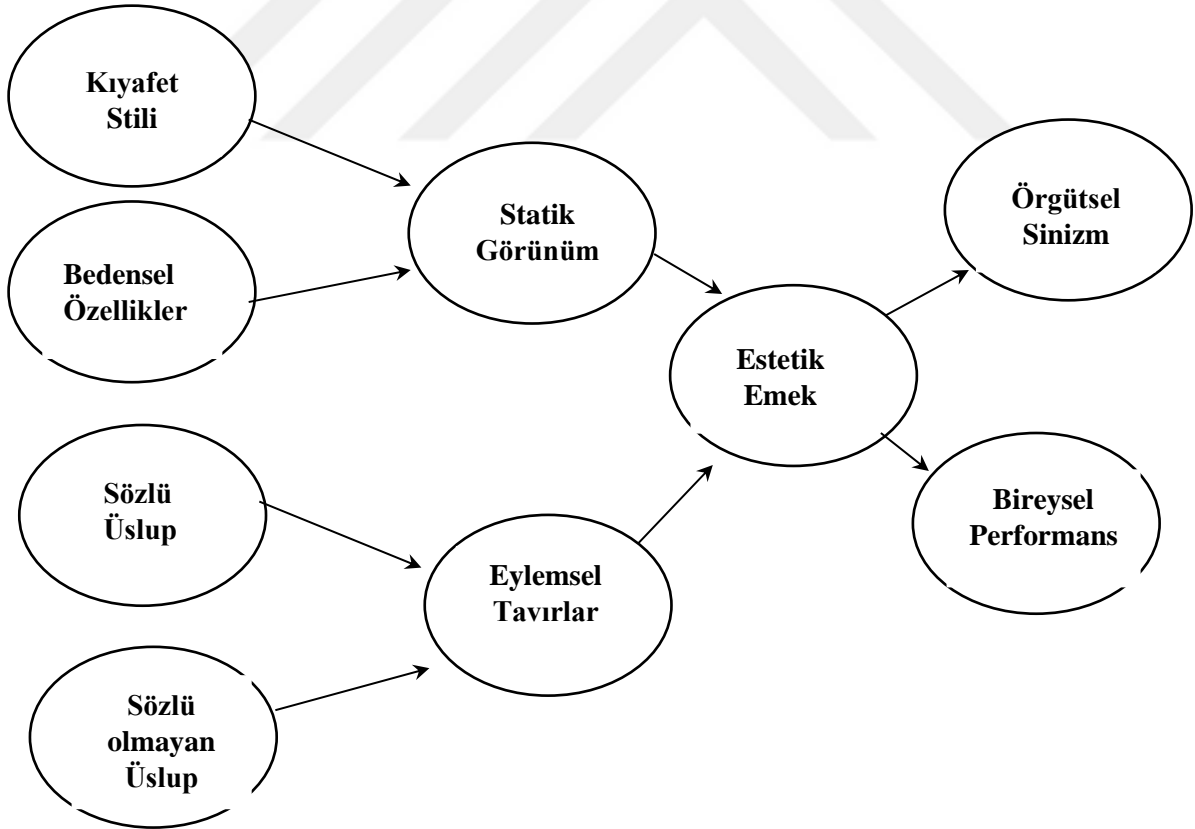 Kıyafet
Stili
Bedensel
Özellikler
Statik
Görünüm
Örgütsel
Sinizm
Estetik
Emek
Sözlü
Üslup
Eylemsel
Tavırlar
Bireysel
Performans
Sözlü
olmayan
Üslup